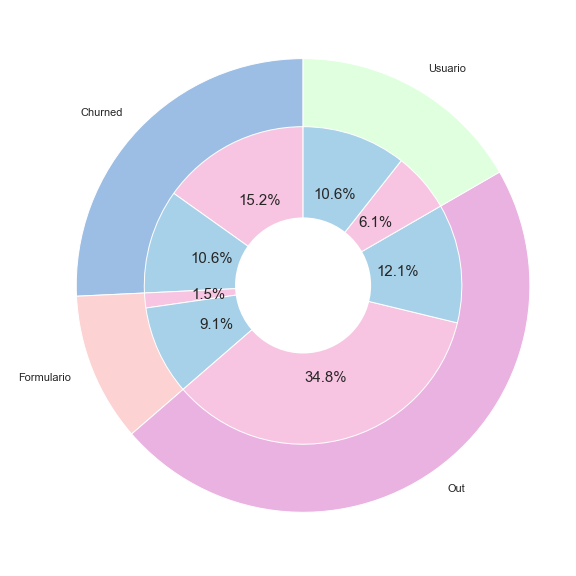 Usuario
Churned
10.6%
15.2%
6.1%
10.6%
12.1%
1.5%
9.1%
34.8%
Formulario
Out